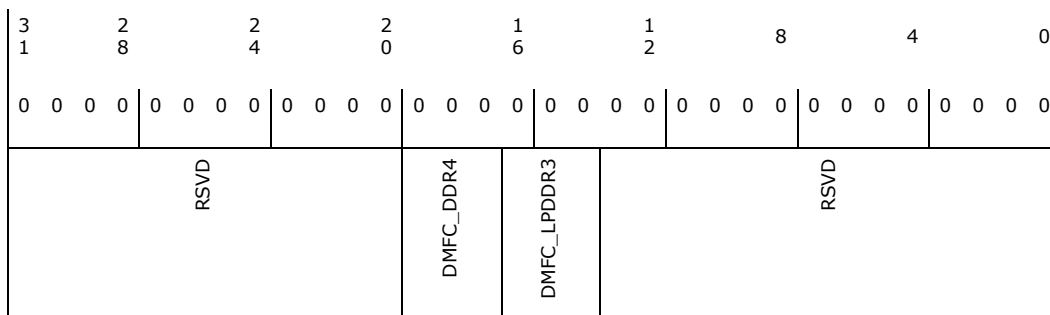 3 2 2 2 1 1 8 4 0
1 8 4 0 6 2
0 0 0 0 0 0 0 0 0 0 0 0 0 0 0 0 0 0 0 0 0 0 0 0 0 0 0 0 0 0 0 0
RSVD
DMFC_DDR4
DMFC_LPDDR3
RSVD